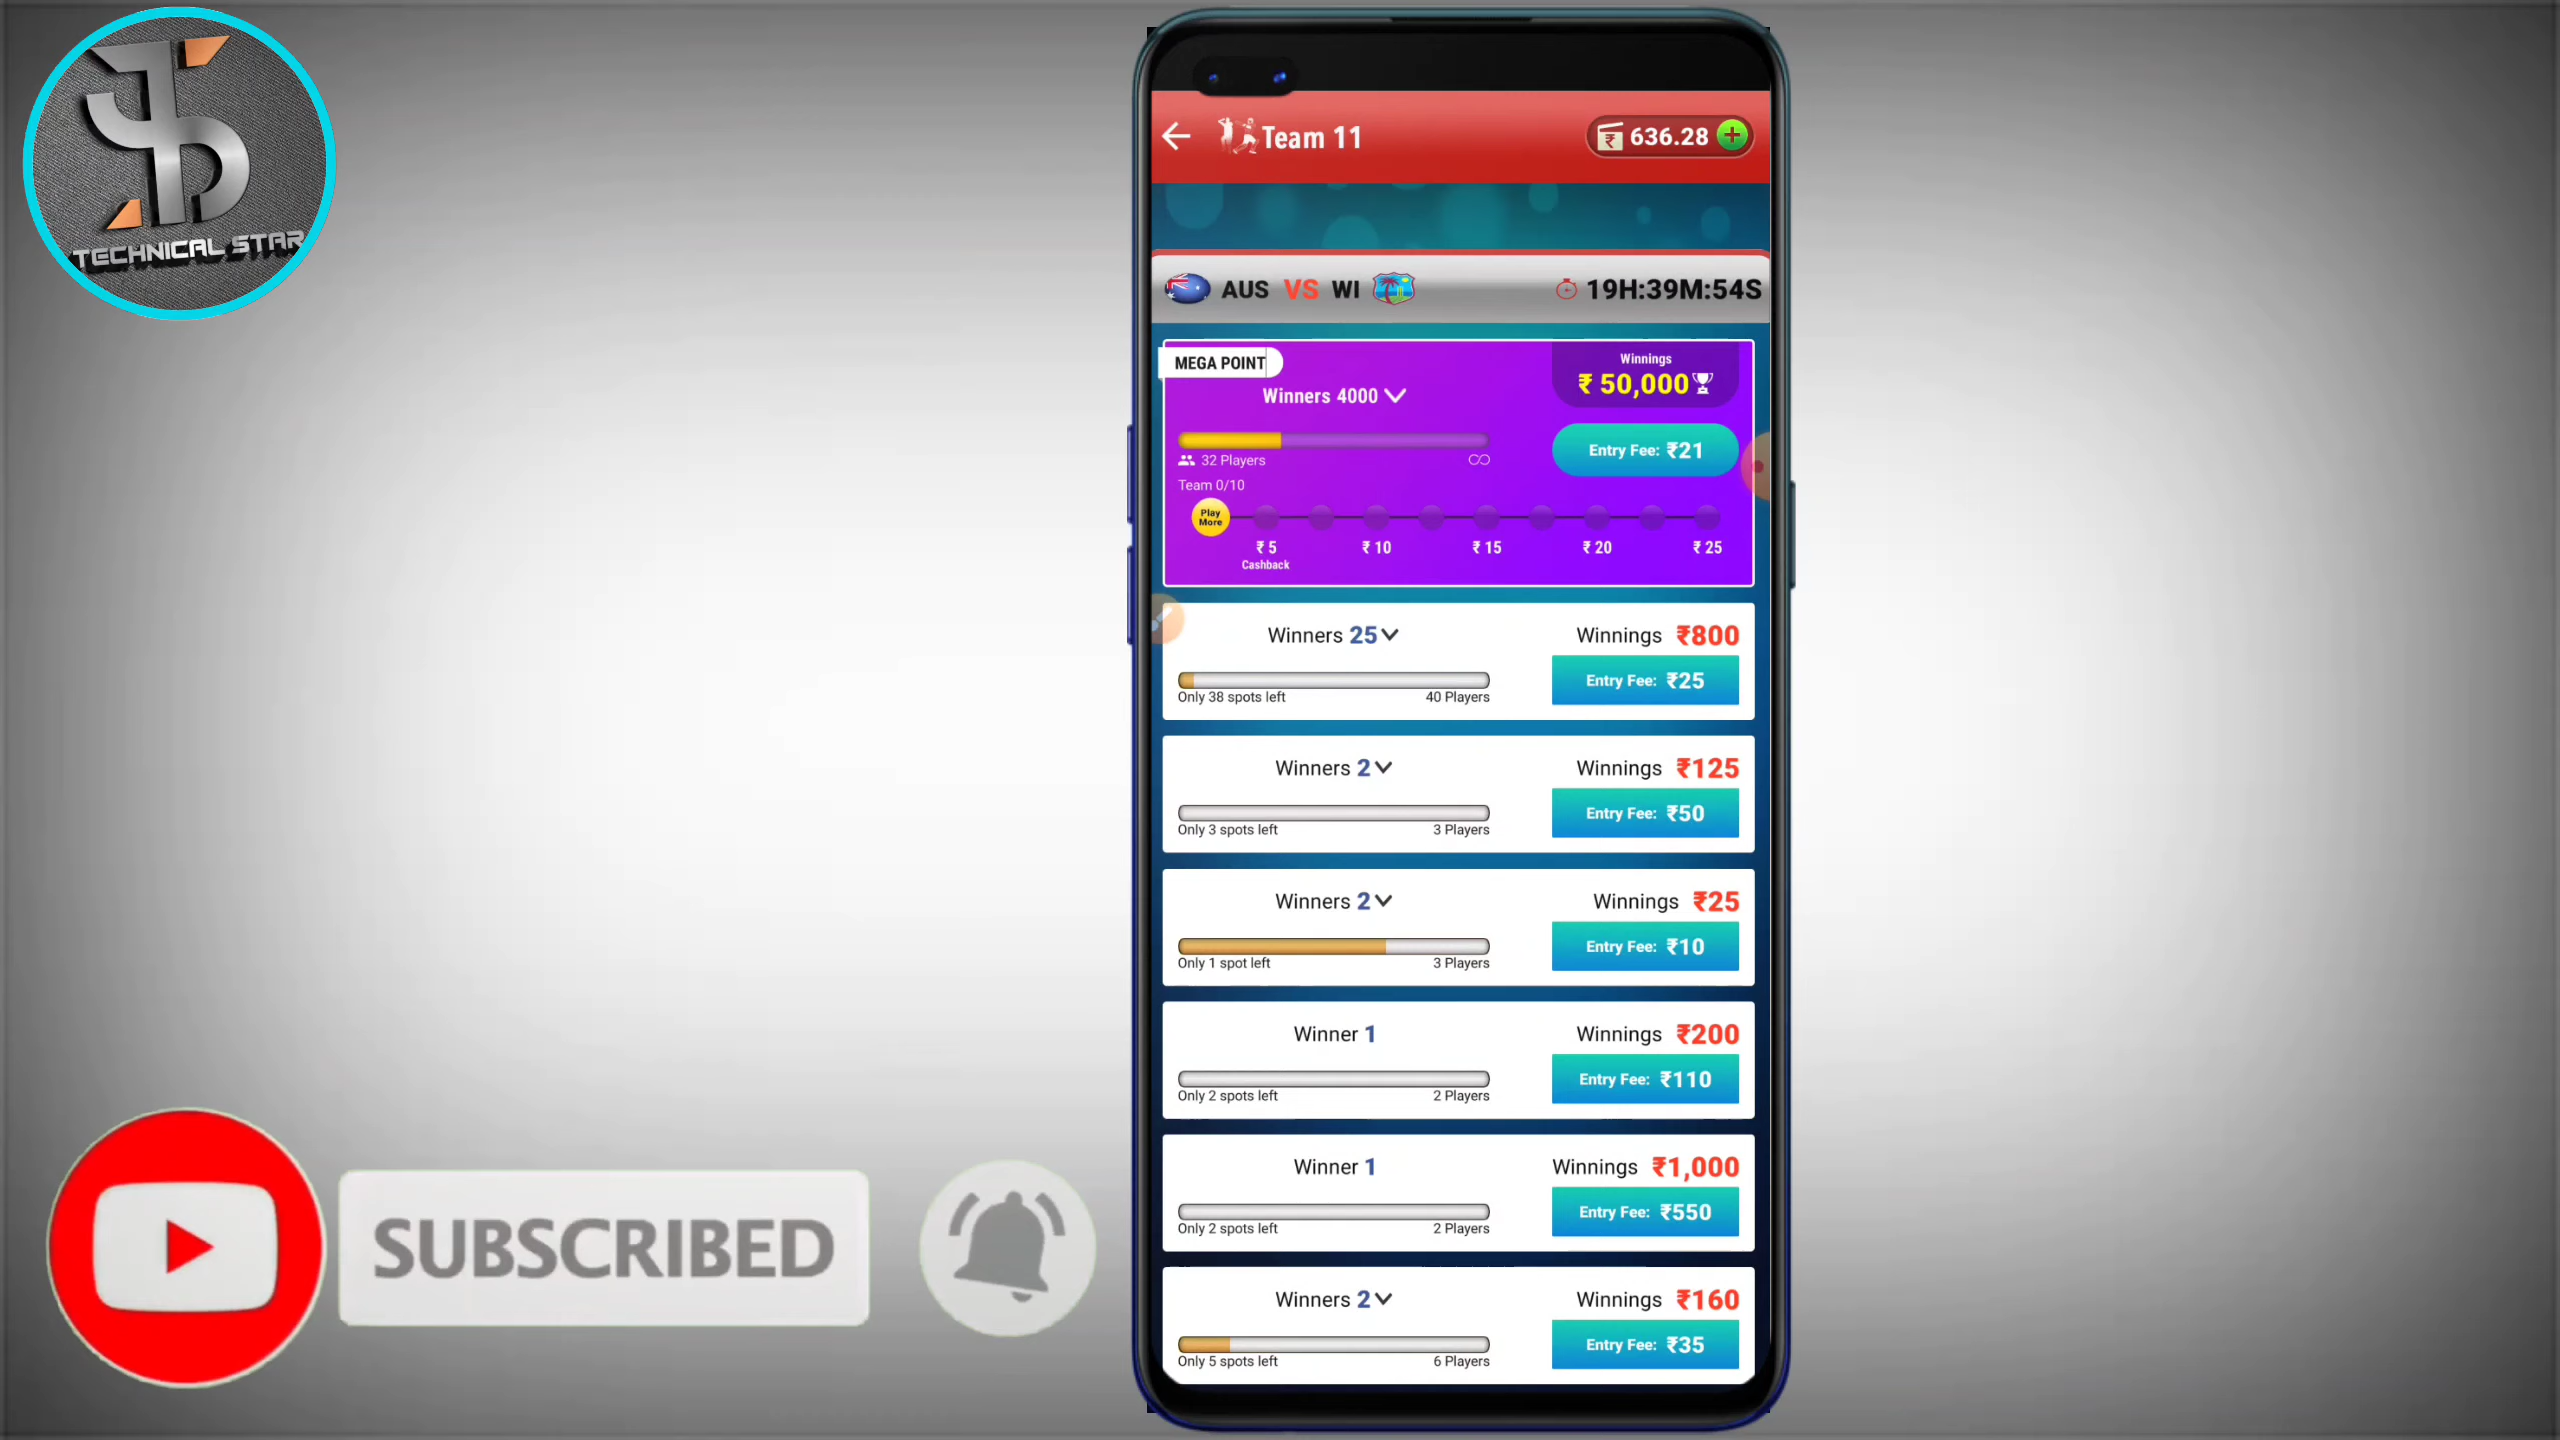 TECHNICAL STAR
Team 11
₹ 636.28 +
AUS VS WI
19H:39M:54S
MEGA POINT
Winners 4000
Winnings
₹ 50,000
32 Players
∞
Entry Fee: ₹21
Team 0/10
Play
More
₹ 5 ₹ 10 ₹ 15 ₹ 20 ₹ 25
Cashback
Winners 25
Winnings ₹800
Only 38 spots left
40 Players
Entry Fee: ₹25
Winners 2
Winnings ₹125
Only 3 spots left
3 Players
Entry Fee: ₹50
Winners 2
Winnings ₹25
Only 1 spot left
3 Players
Entry Fee: ₹10
Winner 1
Winnings ₹200
Only 2 spots left
2 Players
Entry Fee: ₹110
Winner 1
Winnings ₹1,000
Only 2 spots left
2 Players
Entry Fee: ₹550
Winners 2
Winnings ₹160
Only 5 spots left
6 Players
Entry Fee: ₹35
SUBSCRIBED